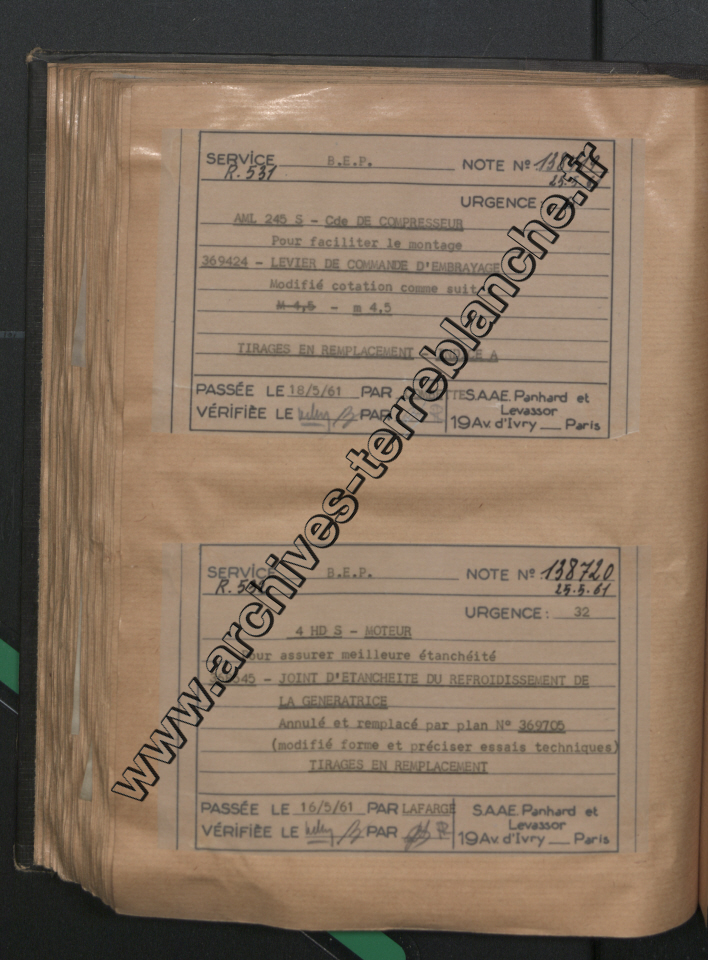 SERVICE B.E.P. NOTE Nº
R. 531
URGENCE:
AML 245 S - Cde DE COMPRESSEUR
Pour faciliter le montage
369424 - LEVIER DE COMMANDE D'EMBRAYAGE
Modifié cotation comme suit
M 4,5 - m 4,5
TIRAGES EN REMPLACEMENT - A
PASSÉE LE 18/5/61 PAR
S.A.A.E. Panhard et
Levassor
VÉRIFIÉE LE PAR
19 Av. d'Ivry __ Paris
SERVICE B.E.P. NOTE Nº 138720
25.5.61
URGENCE: 32
4 HD S - MOTEUR
Pour assurer meilleure étanchéité
- JOINT D'ETANCHEITE DU REFROIDISSEMENT DE
LA GENERATRICE
Annulé et remplacé par plan Nº 369705
(modifié forme et préciser essais techniques)
TIRAGES EN REMPLACEMENT
PASSÉE LE 16/5/61 PAR LAFARGE
S.A.A.E. Panhard et
Levassor
VÉRIFIÈE LE PAR
19 Av. d'Ivry __ Paris
www.archives-terreblanche.fr